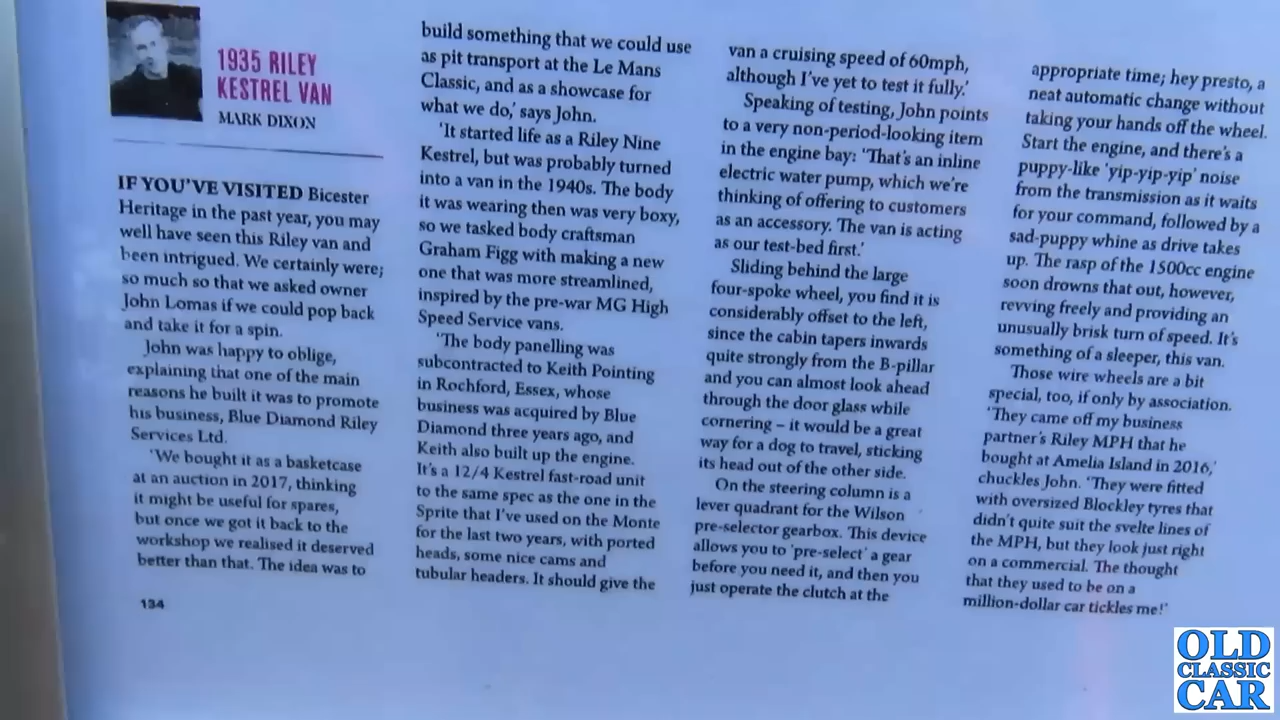 1935 RILEY
KESTREL VAN
MARK DIXON
IF YOU'VE VISITED Bicester
Heritage in the past year, you may
well have seen this Riley van and
been intrigued. We certainly were;
so much so that we asked owner
John Lomas if we could pop back
and take it for a spin.
John was happy to oblige,
explaining that one of the main
reasons he built it was to promote
his business, Blue Diamond Riley
Services Ltd.
'We bought it as a basketcase
at an auction in 2017, thinking
it might be useful for spares,
but once we got it back to the
workshop we realised it deserved
better than that. The idea was to
134
build something that we could use
as pit transport at the Le Mans
Classic, and as a showcase for
what we do,' says John.
'It started life as a Riley Nine
Kestrel, but was probably turned
into a van in the 1940s. The body
it was wearing then was very boxy,
so we tasked body craftsman
Graham Figg with making a new
one that was more streamlined,
inspired by the pre-war MG High
Speed Service vans.
'The body panelling was
subcontracted to Keith Pointing
in Rochford, Essex, whose
business was acquired by Blue
Diamond three years ago, and
Keith also built up the engine.
It's a 12/4 Kestrel fast-road unit
to the same spec as the one in the
Sprite that I've used on the Monte
for the last two years, with ported
heads, some nice cams and
tubular headers. It should give the
van a cruising speed of 60mph,
although I've yet to test it fully.'
Speaking of testing, John points
to a very non-period-looking item
in the engine bay: 'That's an inline
electric water pump, which we're
thinking of offering to customers
as an accessory. The van is acting
as our test-bed first.'
Sliding behind the large
four-spoke wheel, you find it is
considerably offset to the left,
since the cabin tapers inwards
quite strongly from the B-pillar
and you can almost look ahead
through the door glass while
cornering – it would be a great
way for a dog to travel, sticking
its head out of the other side.
On the steering column is a
lever quadrant for the Wilson
pre-selector gearbox. This device
allows you to 'pre-select' a gear
before you need it, and then you
just operate the clutch at the
appropriate time; hey presto, a
neat automatic change without
taking your hands off the wheel.
Start the engine, and there's a
puppy-like 'yip-yip-yip' noise
from the transmission as it waits
for your command, followed by a
sad-puppy whine as drive takes
up. The rasp of the 1500cc engine
soon drowns that out, however,
revving freely and providing an
unusually brisk turn of speed. It's
something of a sleeper, this van.
Those wire wheels are a bit
special, too, if only by association.
'They came off my business
partner's Riley MPH that he
bought at Amelia Island in 2016,'
chuckles John. 'They were fitted
with oversized Blockley tyres that
didn't quite suit the svelte lines of
the MPH, but they look just right
on a commercial. The thought
that they used to be on a
million-dollar car tickles me!'
OLD
CLASSIC
CAR